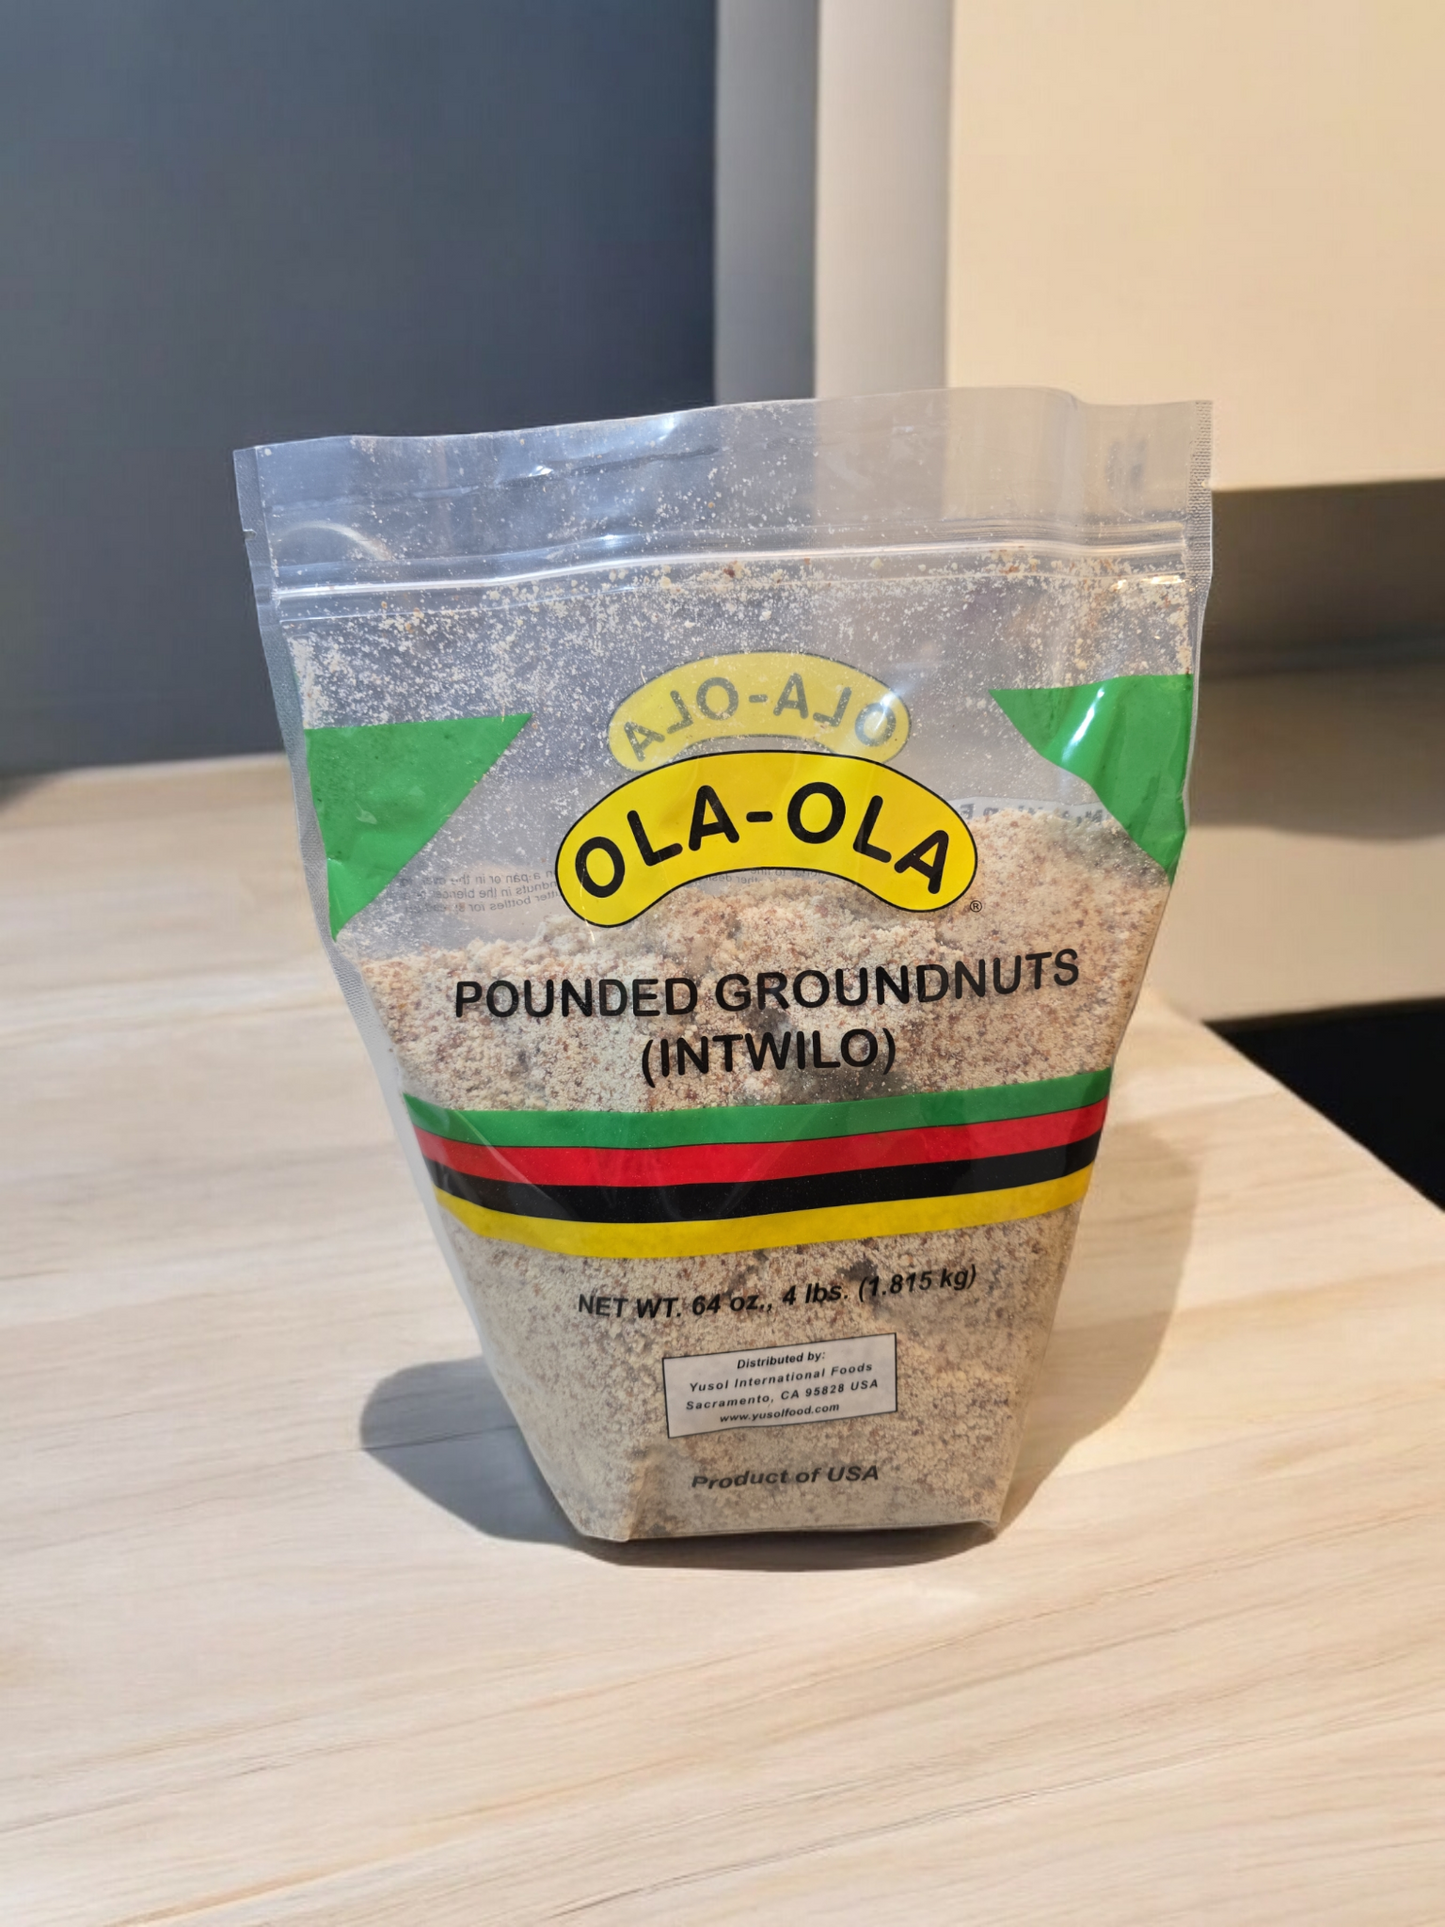 OLA-OLA
OLA-OLA
®
POUNDED GROUNDNUTS
(INTWILO)
NET WT. 64 oz., 4 lbs. (1.815 kg)
Distributed by:
Yusol International Foods
Sacramento, CA 95828 USA
www.yusolfood.com
Product of USA